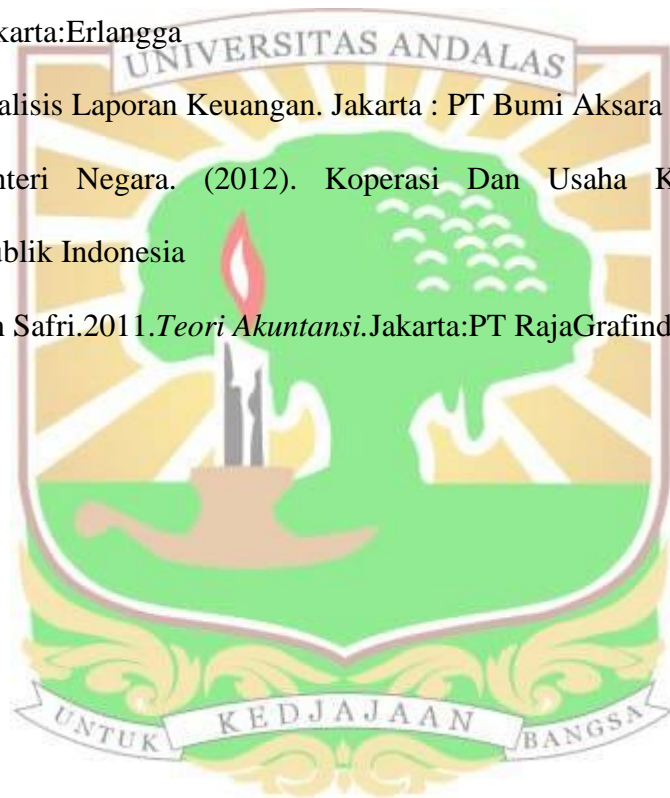 karta:Erlangga
UNIVERSITAS ANDALAS
alisis Laporan Keuangan. Jakarta : PT Bumi Aksara
nteri Negara. (2012). Koperasi Dan Usaha K
ublik Indonesia
n Safri.2011.Teori Akuntansi.Jakarta:PT RajaGrafind
UNTUK KEDJAJAAN BANGSA